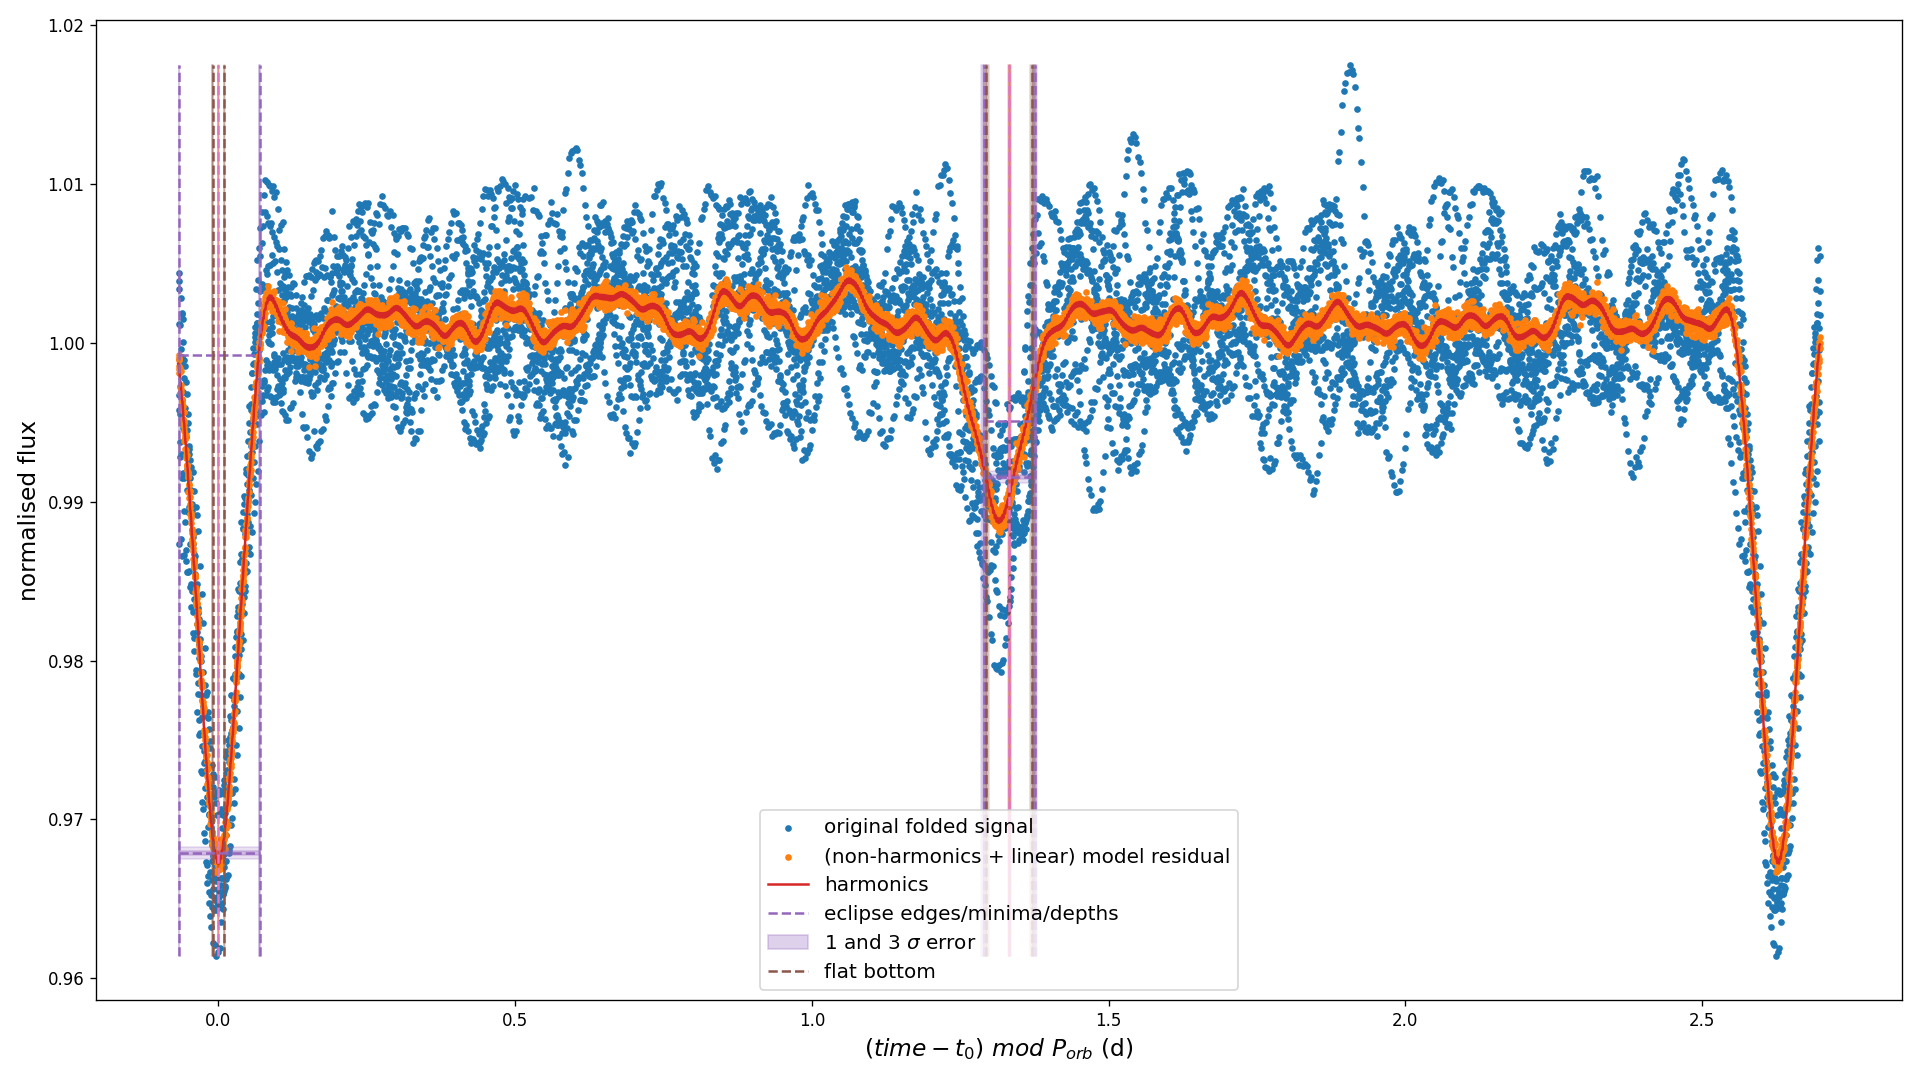 1.02
1.01
1.00
0.99
0.98
0.97
0.96
normalised flux
original folded signal
(non-harmonics + linear) model residual
harmonics
eclipse edges/minima/depths
1 and 3 σ error
flat bottom
0.0 0.5 1.0 1.5 2.0 2.5
(time − t₀) mod Pₒᵣb (d)